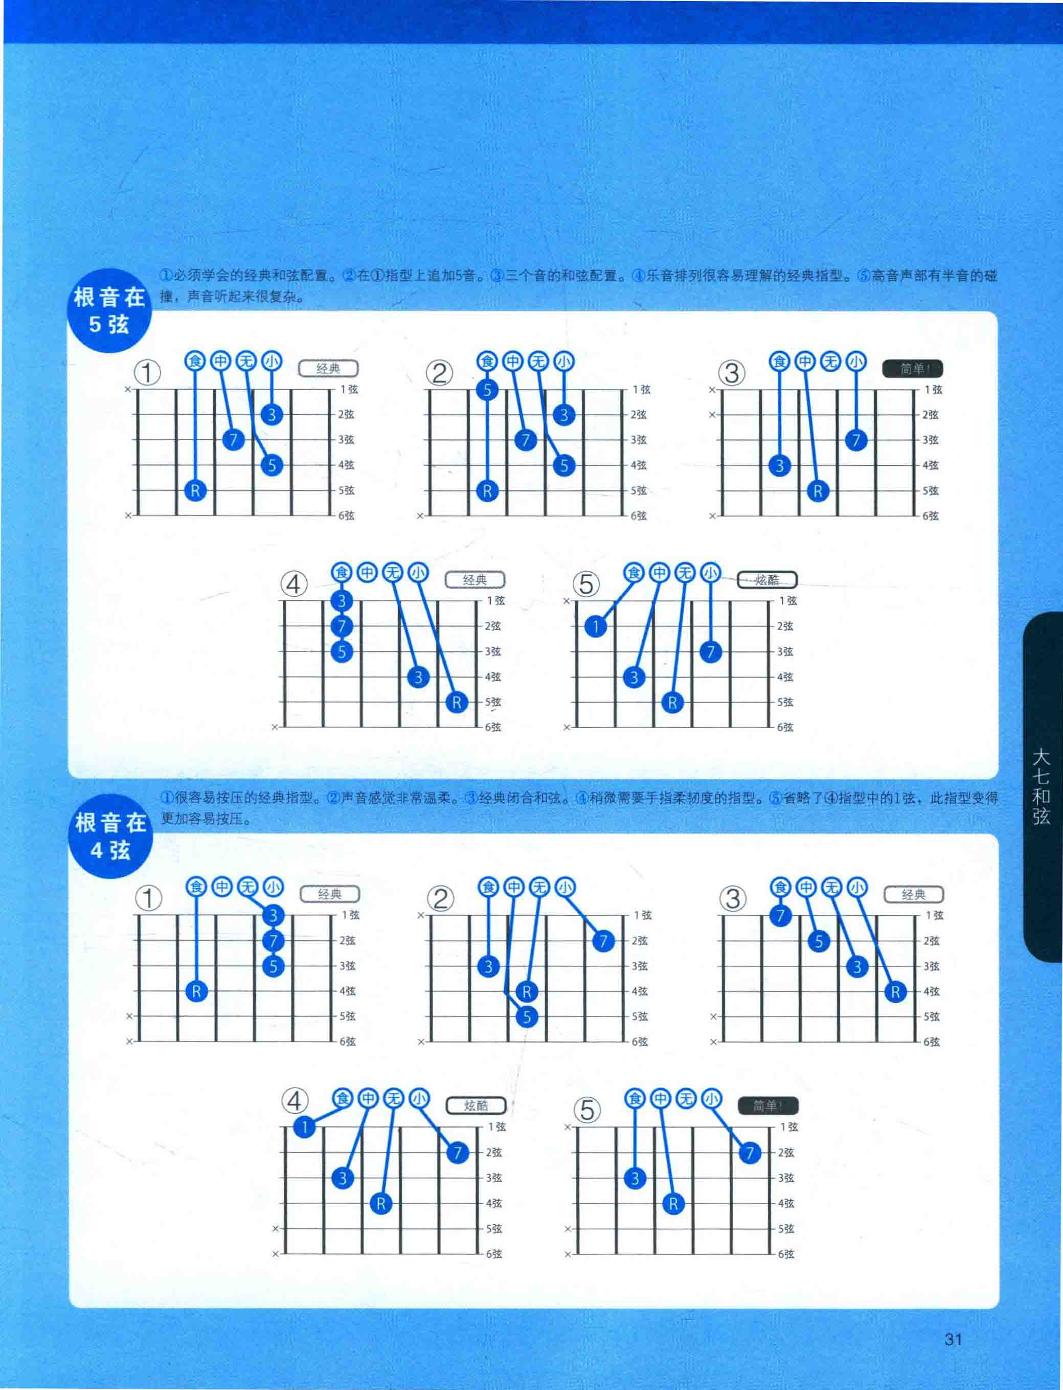 ①必须学会的经典和弦配置。②在①指型上追加5音。③三个音的和弦配置。④乐音排列很容易理解的经典指型。⑤高音声部有半音的碰
撞，声音听起来很复杂。
根音在
5弦
① 食 中 无 小 经典
× 1弦
3 2弦
7 3弦
5 4弦
R 5弦
× 6弦
② 食 中 无 小
5 1弦
3 2弦
7 3弦
5 4弦
R 5弦
× 6弦
③ 食 中 无 小 简单！
× 1弦
× 2弦
7 3弦
3 4弦
R 5弦
× 6弦
④ 食 中 无 小 经典
3 1弦
7 2弦
5 3弦
3 4弦
R 5弦
× 6弦
⑤ 食 中 无 小 炫酷
× 1弦
1 2弦
7 3弦
3 4弦
R 5弦
× 6弦
大七和弦
①很容易按压的经典指型。②声音感觉非常温柔。③经典闭合和弦。④稍微需要手指柔韧度的指型。⑤省略了④指型中的1弦，此指型变得
更加容易按压。
根音在
4弦
① 食 中 无 小 经典
3 1弦
7 2弦
5 3弦
R 4弦
× 5弦
× 6弦
② 食 中 无 小
× 1弦
7 2弦
3 3弦
R 4弦
5 5弦
× 6弦
③ 食 中 无 小 经典
7 1弦
5 2弦
3 3弦
R 4弦
× 5弦
× 6弦
④ 食 中 无 小 炫酷
1 1弦
7 2弦
3 3弦
R 4弦
× 5弦
× 6弦
⑤ 食 中 无 小 简单！
× 1弦
7 2弦
3 3弦
R 4弦
× 5弦
× 6弦
31